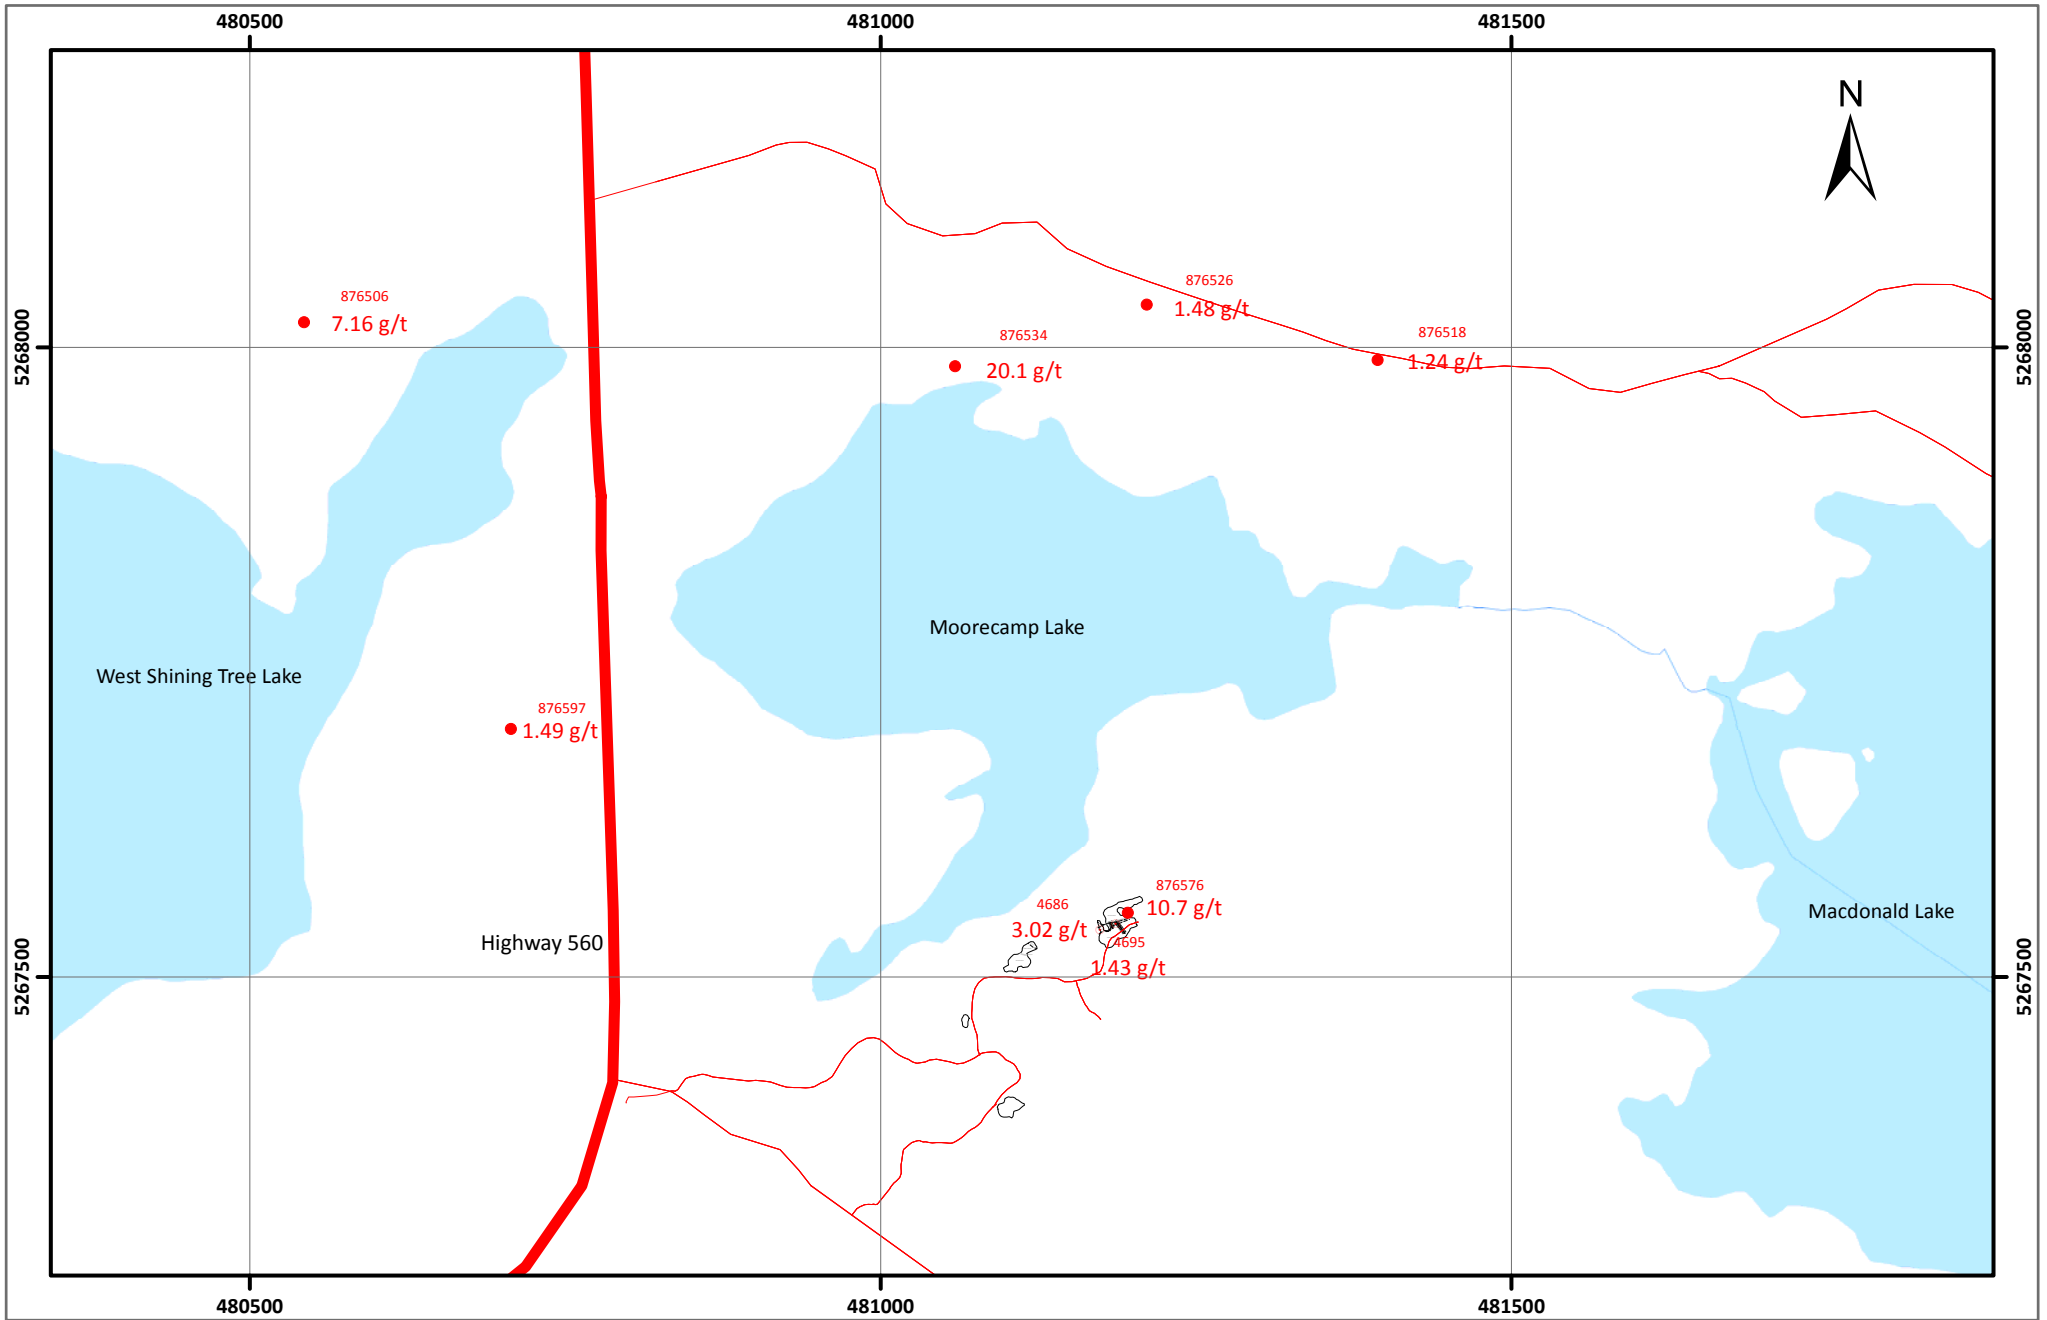 480500
481000
481500
N
876506
7.16 g/t
876526
1.48 g/t
876534
20.1 g/t
876518
1.24 g/t
5268000
5268000
Moorecamp Lake
West Shining Tree Lake
876597
1.49 g/t
876576
10.7 g/t
4686
3.02 g/t
4695
1.43 g/t
Macdonald Lake
Highway 560
5267500
5267500
480500
481000
481500